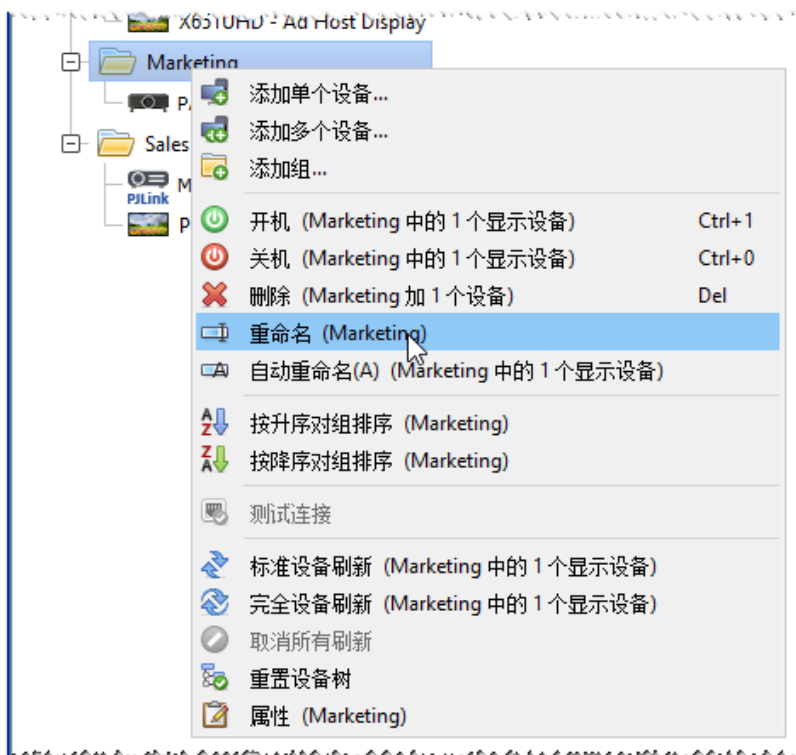 X651UHD - Ad Host Display
Marketing
添加单个设备...
添加多个设备...
添加组...
Sales
PJLink
开机 (Marketing 中的 1 个显示设备) Ctrl+1
关机 (Marketing 中的 1 个显示设备) Ctrl+0
删除 (Marketing 加 1 个设备) Del
重命名 (Marketing)
自动重命名(A) (Marketing 中的 1 个显示设备)
按升序对组排序 (Marketing)
按降序对组排序 (Marketing)
测试连接
标准设备刷新 (Marketing 中的 1 个显示设备)
完全设备刷新 (Marketing 中的 1 个显示设备)
取消所有刷新
重置设备树
属性 (Marketing)